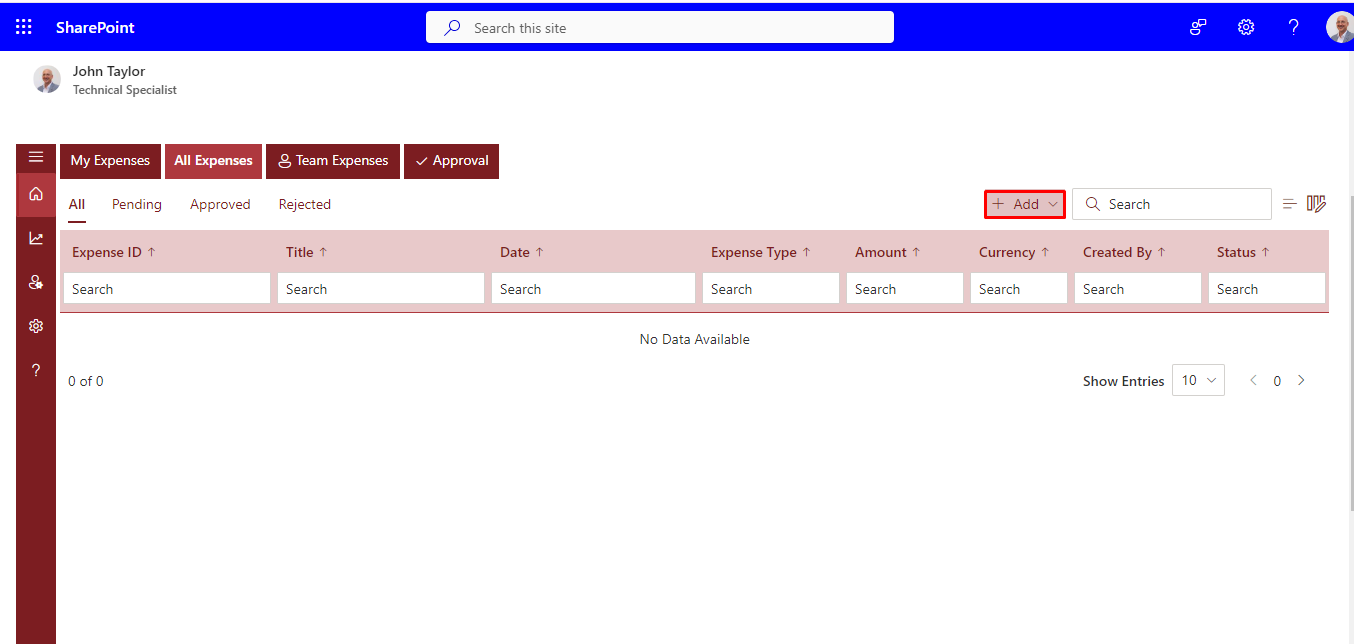 SharePoint Search this site ?
John Taylor
Technical Specialist
My Expenses All Expenses Team Expenses Approval
All Pending Approved Rejected + Add Search
Expense ID ↑ Title ↑ Date ↑ Expense Type ↑ Amount ↑ Currency ↑ Created By ↑ Status ↑
Search Search Search Search Search Search Search Search
No Data Available
?
0 of 0 Show Entries 10 < 0 >